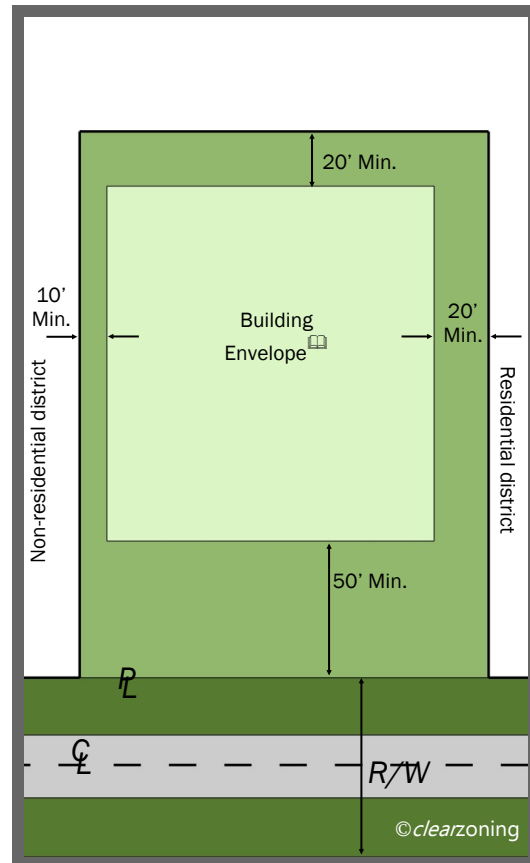 20’ Min.
10’
Min.
Building
Envelope
20’
Min.
Non-residential district
Residential district
50’ Min.
PL
CL
R/W
©clearzoning